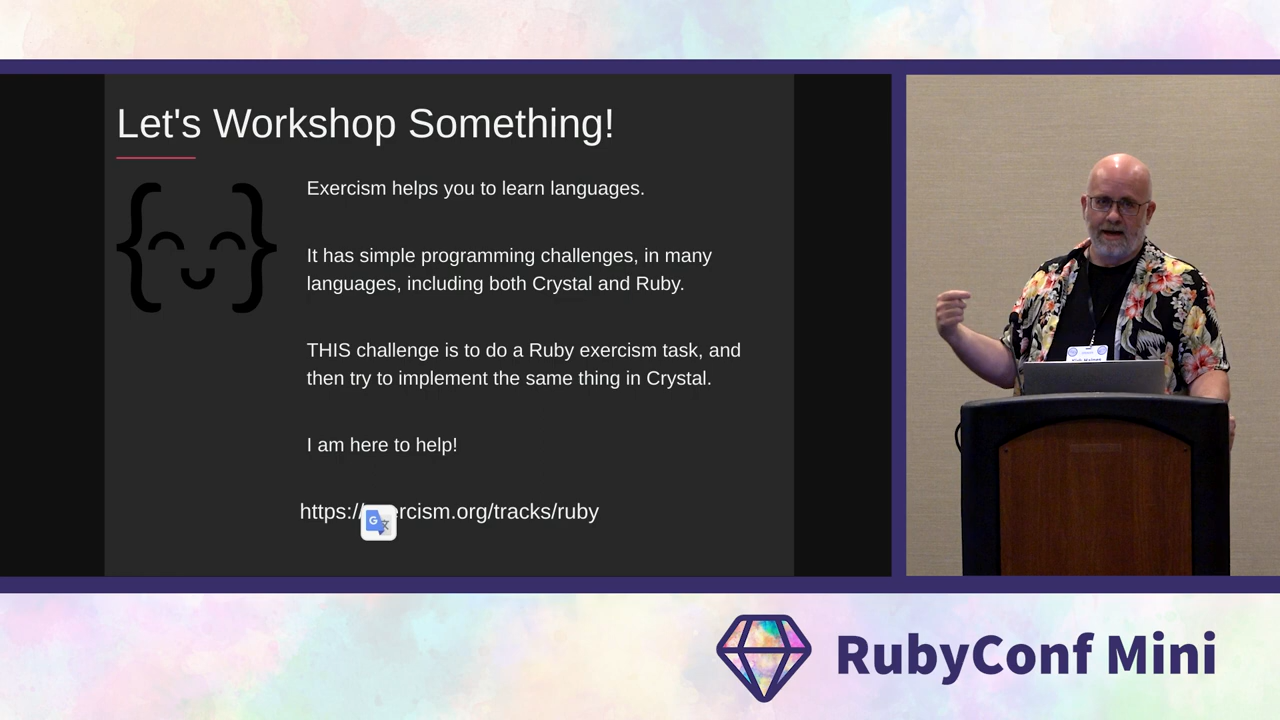 Let's Workshop Something!
Exercism helps you to learn languages.
It has simple programming challenges, in many
languages, including both Crystal and Ruby.
THIS challenge is to do a Ruby exercism task, and
then try to implement the same thing in Crystal.
I am here to help!
https://ercism.org/tracks/ruby
G
RubyConf Mini